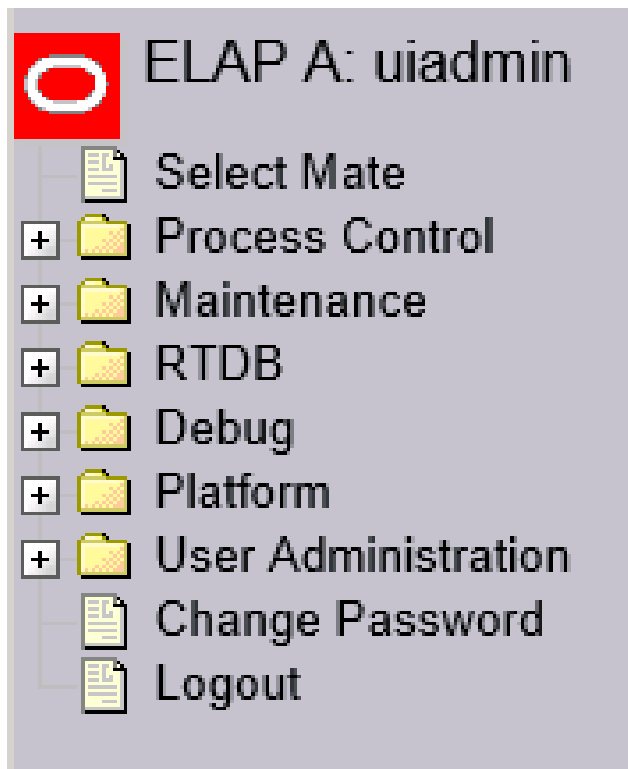 ELAP A: uiadmin
Select Mate
Process Control
Maintenance
RTDB
Debug
Platform
User Administration
Change Password
Logout